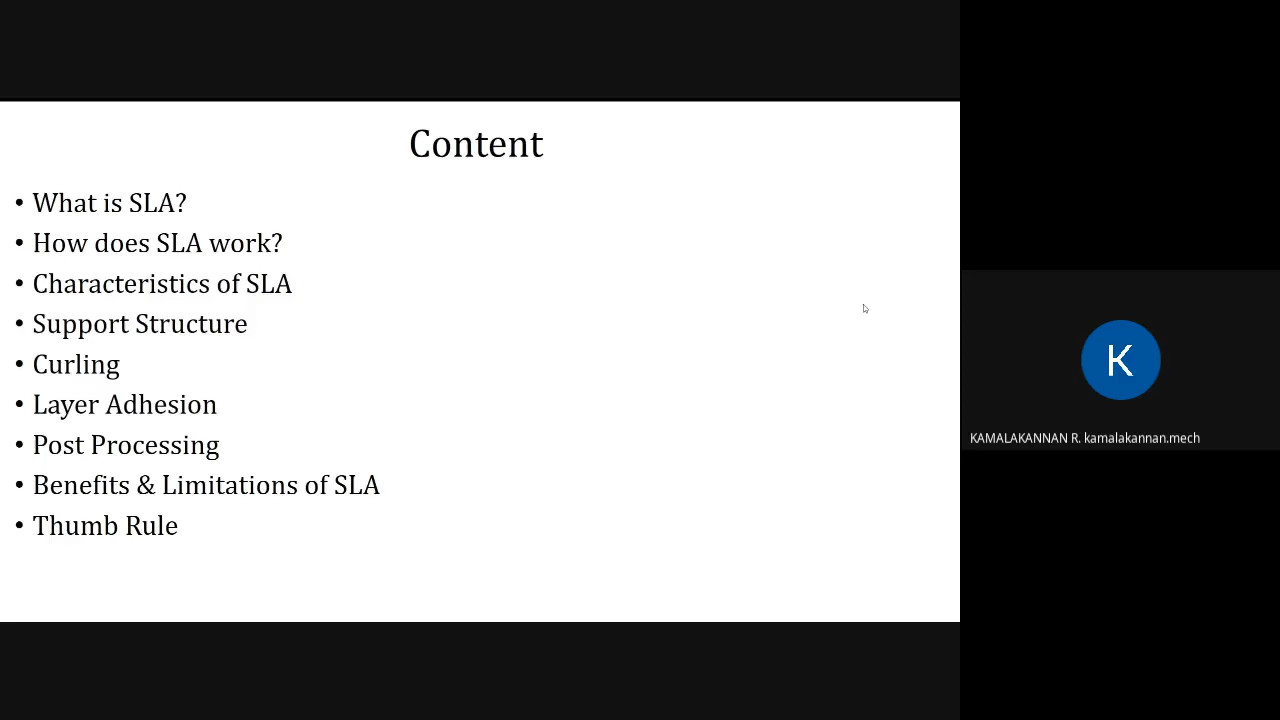 Content
• What is SLA?
• How does SLA work?
• Characteristics of SLA
• Support Structure
• Curling
• Layer Adhesion
• Post Processing
• Benefits & Limitations of SLA
• Thumb Rule
K
KAMALAKANNAN R. kamalakannan.mech